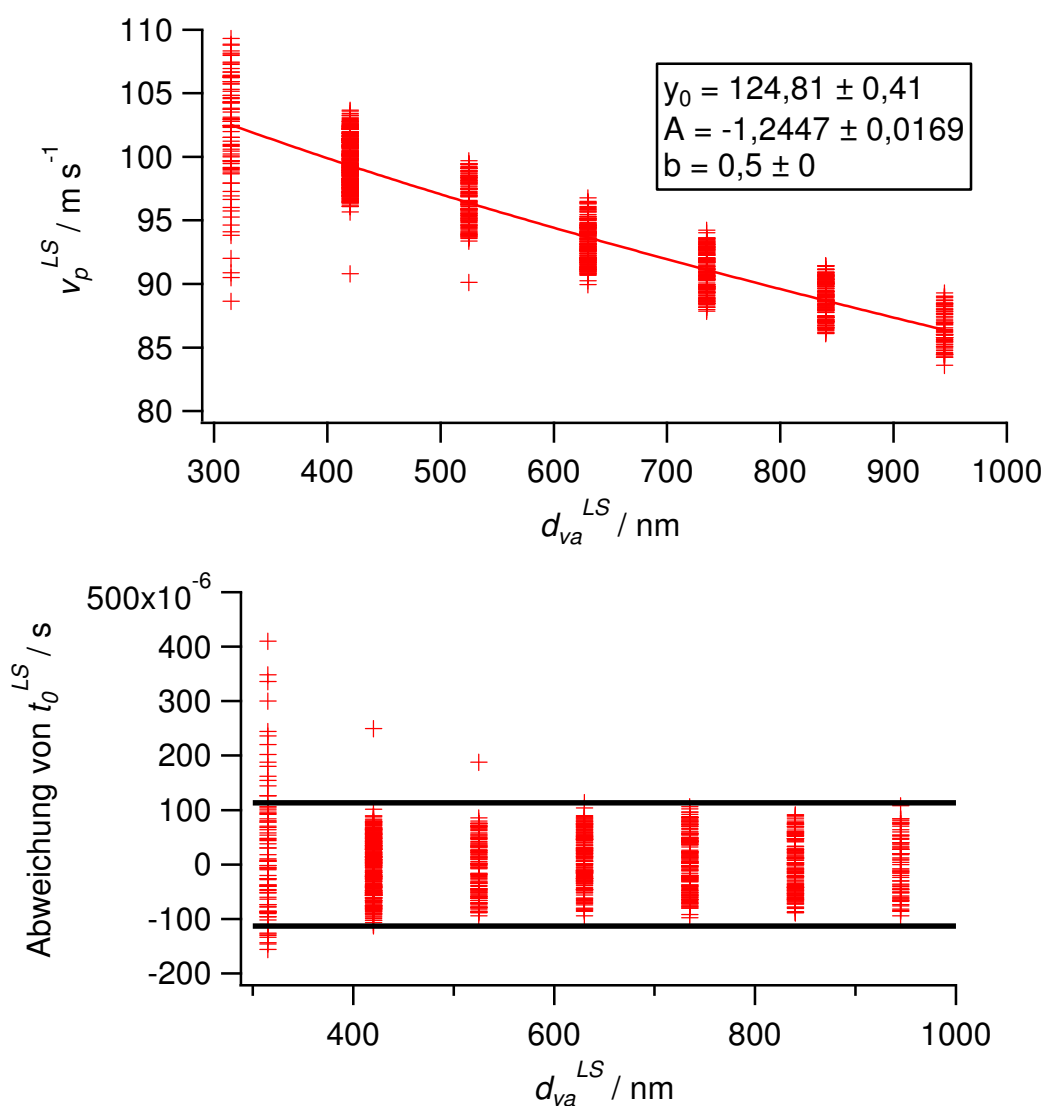 110
105
100
95
90
85
80
v_p^LS / m s^-1
y_0 = 124,81 ± 0,41
A = -1,2447 ± 0,0169
b = 0,5 ± 0
300 400 500 600 700 800 900 1000
d_va^LS / nm
500x10^-6
400
300
200
100
0
-100
-200
Abweichung von t_0^LS / s
400 600 800 1000
d_va^LS / nm